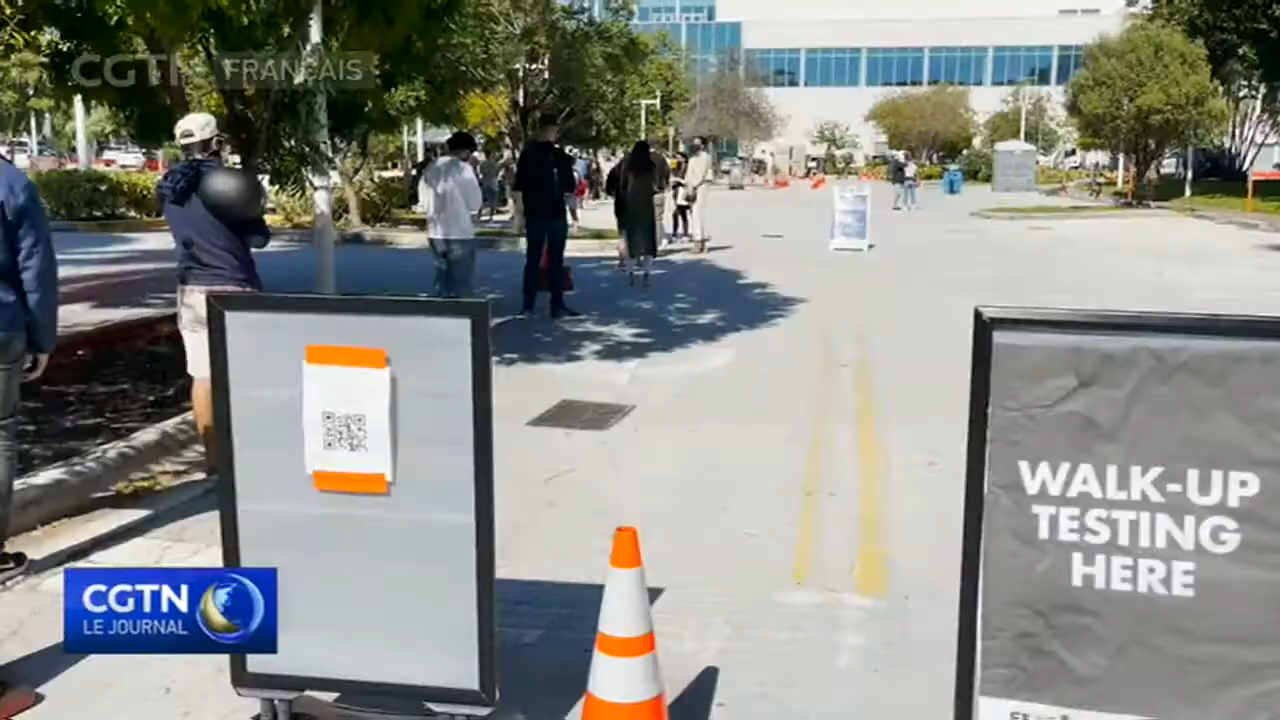 CGTN FRANÇAIS
WALK-UP
TESTING
HERE
CGTN
LE JOURNAL